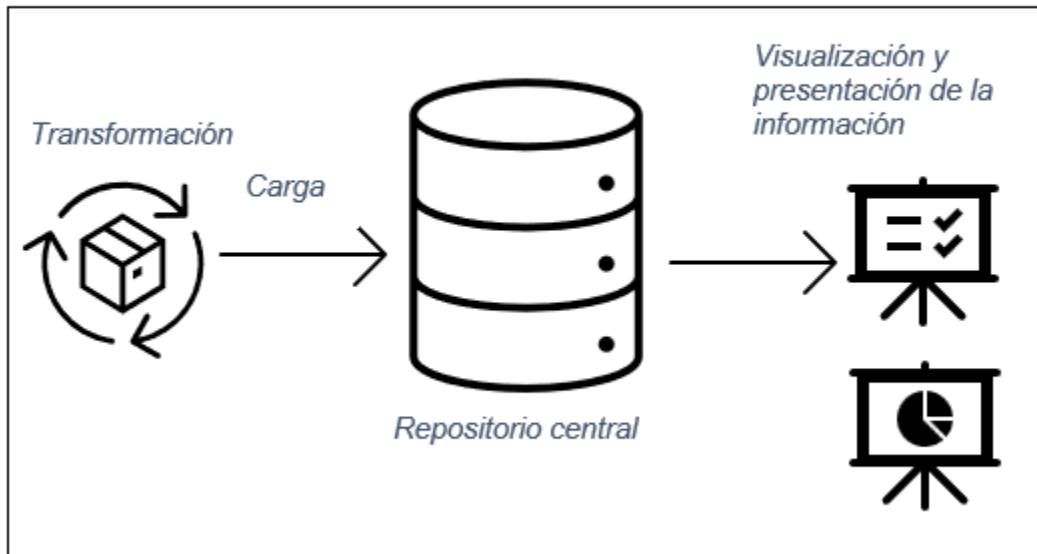 Transformación
Carga
Repositorio central
Visualización y
presentación de la
información